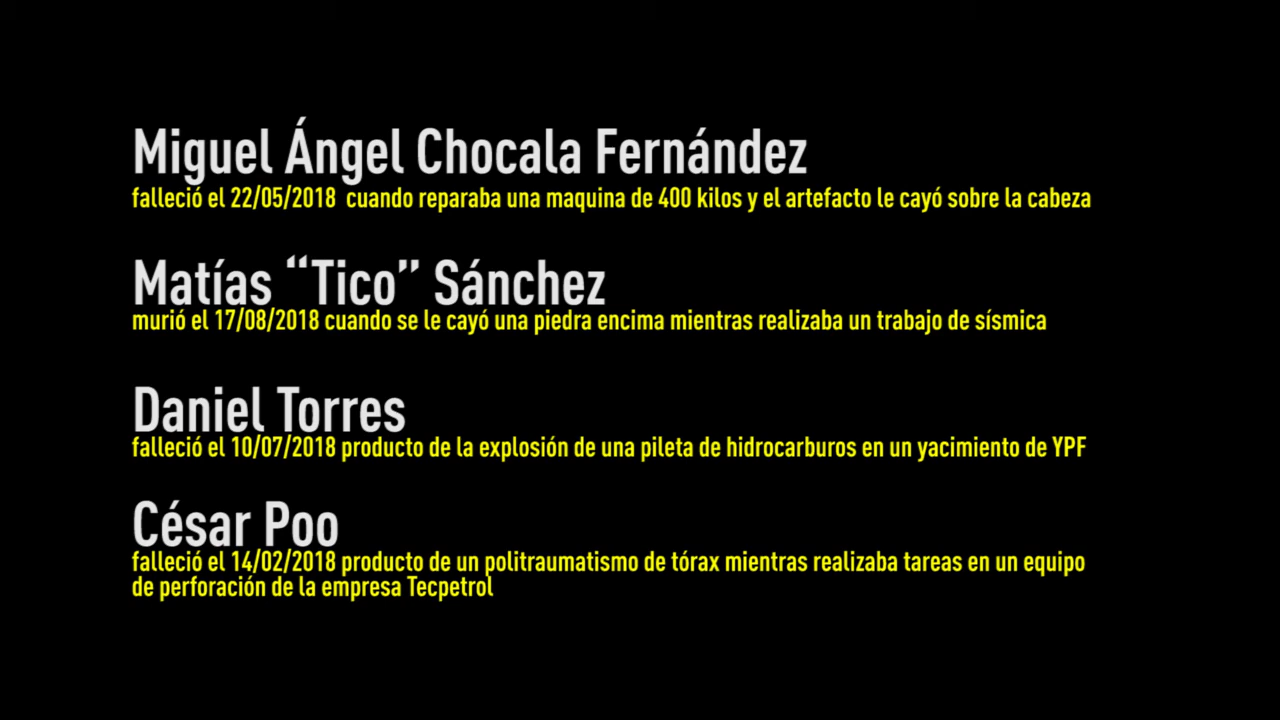 Miguel Ángel Chocala Fernández
falleció el 22/05/2018 cuando reparaba una maquina de 400 kilos y el artefacto le cayó sobre la cabeza
Matías “Tico” Sánchez
murió el 17/08/2018 cuando se le cayó una piedra encima mientras realizaba un trabajo de sísmica
Daniel Torres
falleció el 10/07/2018 producto de la explosión de una pileta de hidrocarburos en un yacimiento de YPF
César Poo
falleció el 14/02/2018 producto de un politraumatismo de tórax mientras realizaba tareas en un equipo
de perforación de la empresa Tecpetrol